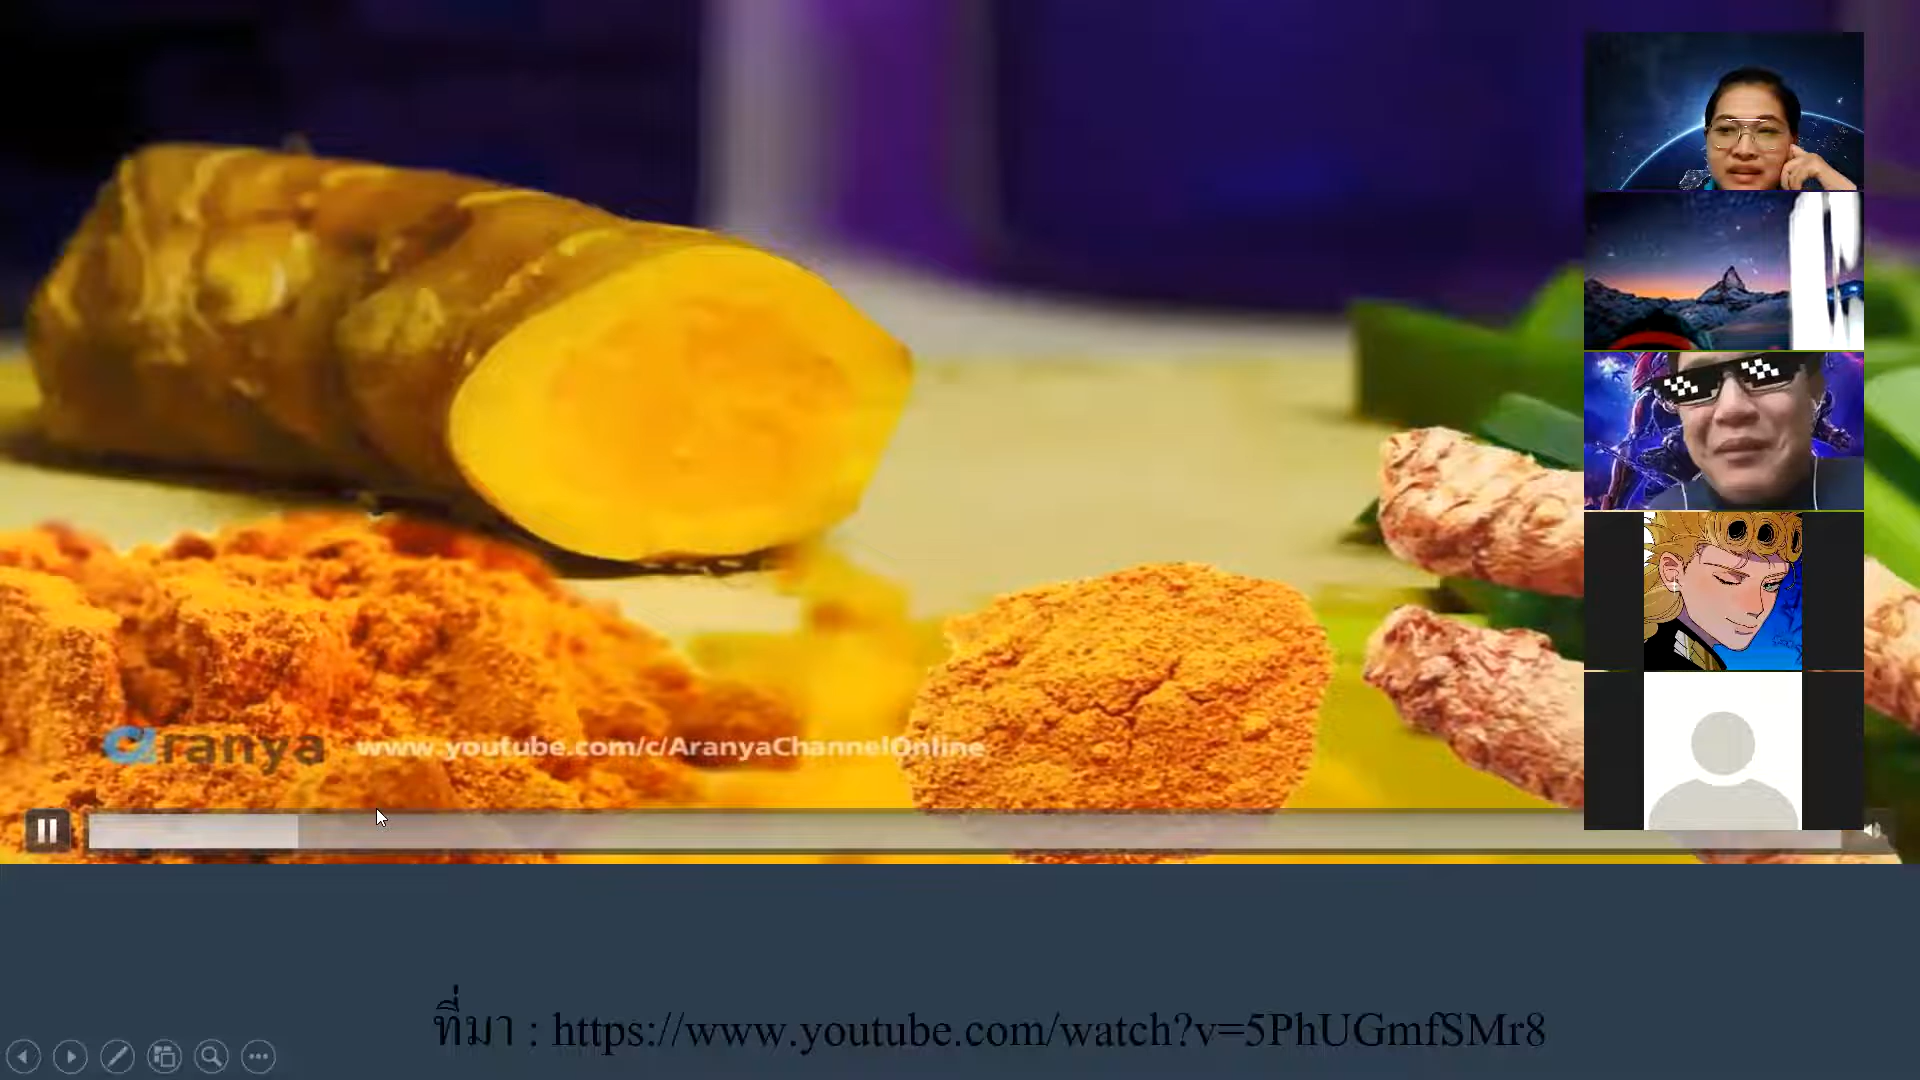 aranya www.youtube.com/c/AranyaChannelOnline
ที่มา : https://www.youtube.com/watch?v=5PhUGmfSMr8